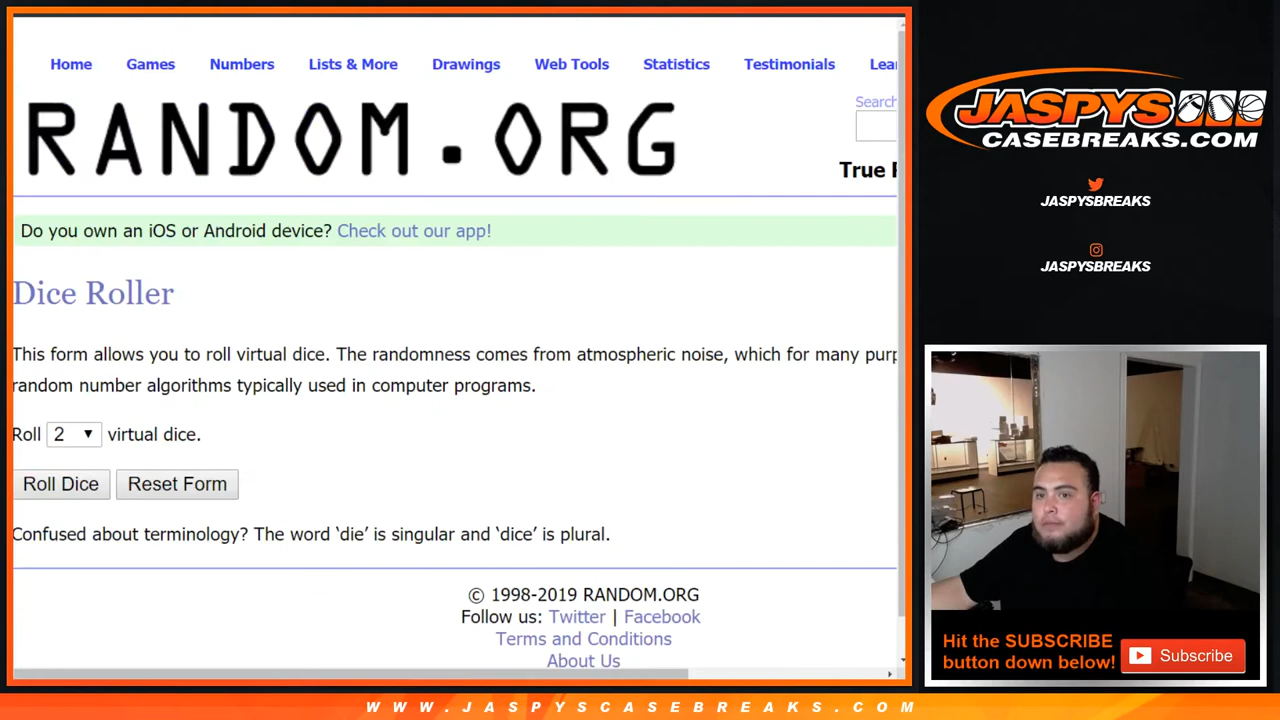 Home Games Numbers Lists & More Drawings Web Tools Statistics Testimonials
RANDOM.ORG
Search
True
Do you own an iOS or Android device? Check out our app!
Dice Roller
This form allows you to roll virtual dice. The randomness comes from atmospheric noise, which for many
random number algorithms typically used in computer programs.
Roll 2 virtual dice.
Roll Dice Reset Form
Confused about terminology? The word ‘die’ is singular and ‘dice’ is plural.
© 1998-2019 RANDOM.ORG
Follow us: Twitter | Facebook
Terms and Conditions
About Us
JASPYS
CASEBREAKS.COM
JASPYSBREAKS
JASPYSBREAKS
Hit the SUBSCRIBE
button down below!
Subscribe
WWW.JASPYSCASEBREAKS.COM